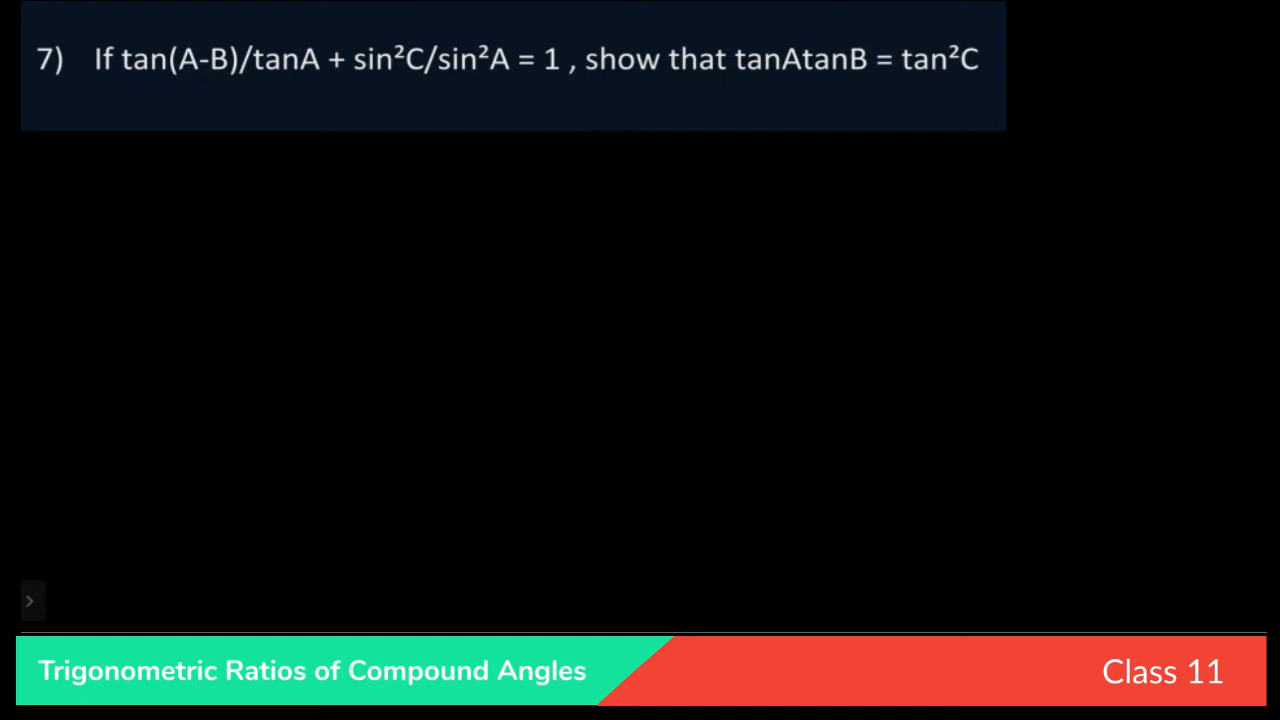 7) If tan(A-B)/tanA + sin²C/sin²A = 1 , show that tanAtanB = tan²C
>
Trigonometric Ratios of Compound Angles
Class 11